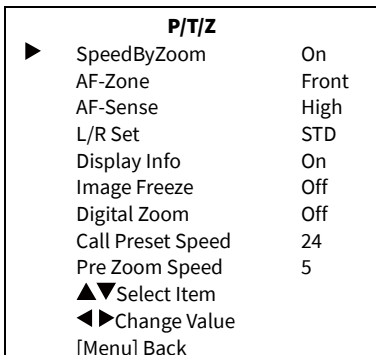 P/T/Z
▶ SpeedByZoom On
AF-Zone Front
AF-Sense High
L/R Set STD
Display Info On
Image Freeze Off
Digital Zoom Off
Call Preset Speed 24
Pre Zoom Speed 5
▲▼Select Item
◀▶Change Value
[Menu] Back